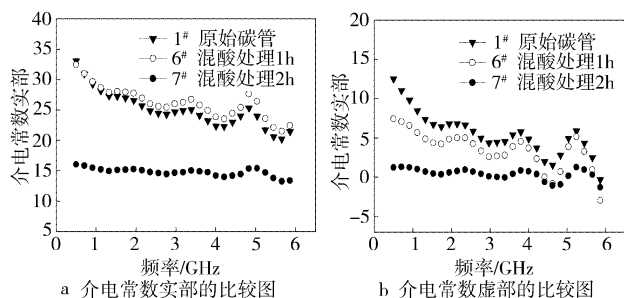 a
40
35
30
25
20
15
10
5
介电常数实部
1# 原始碳管
6# 混酸处理1h
7# 混酸处理2h
0 1 2 3 4 5 6
频率/GHz
a 介电常数实部的比较图
b
20
15
10
5
0
-5
介电常数实部
1# 原始碳管
6# 混酸处理1h
7# 混酸处理2h
0 1 2 3 4 5 6
频率/GHz
b 介电常数虚部的比较图